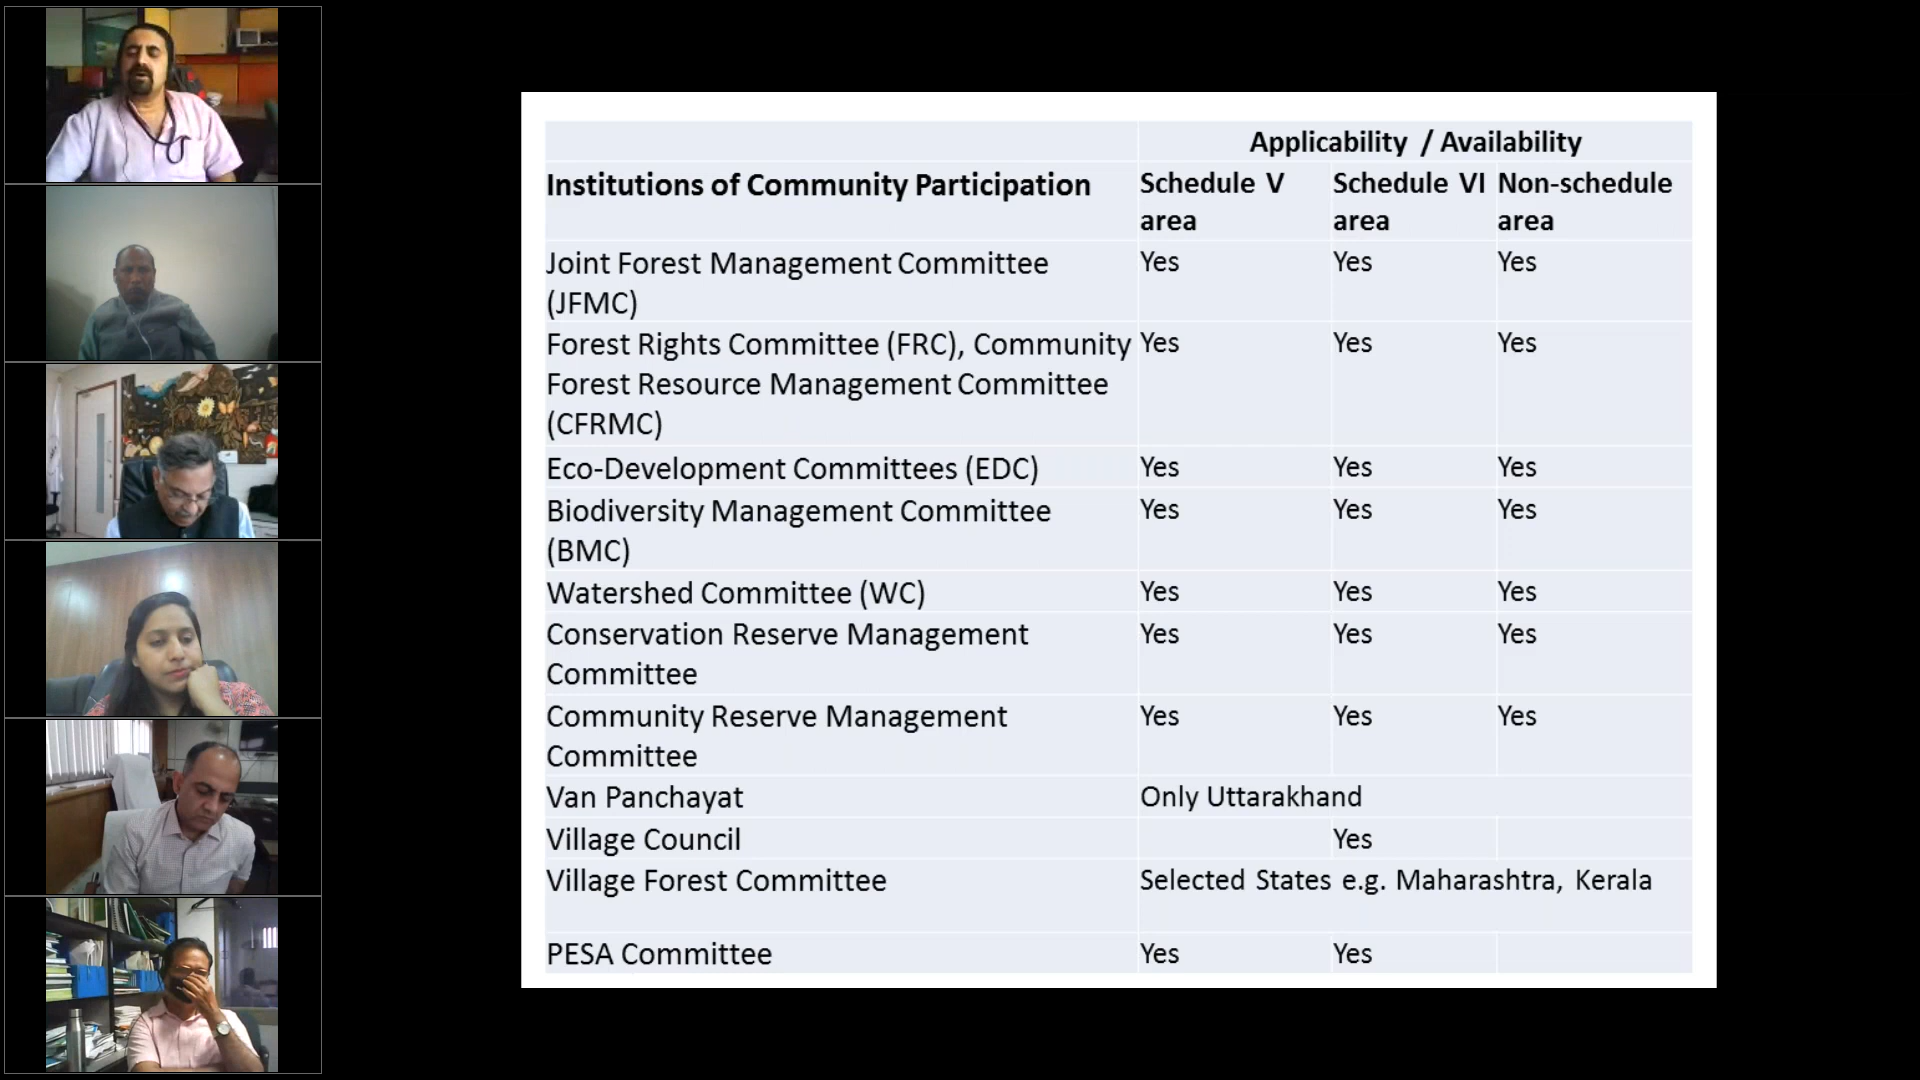 Applicability / Availability
Institutions of Community Participation Schedule V Schedule VI Non-schedule
area area area
Joint Forest Management Committee Yes Yes Yes
(JFMC)
Forest Rights Committee (FRC), Community Yes Yes Yes
Forest Resource Management Committee
(CFRMC)
Eco-Development Committees (EDC) Yes Yes Yes
Biodiversity Management Committee Yes Yes Yes
(BMC)
Watershed Committee (WC) Yes Yes Yes
Conservation Reserve Management Yes Yes Yes
Committee
Community Reserve Management Yes Yes Yes
Committee
Van Panchayat Only Uttarakhand
Village Council Yes
Village Forest Committee Selected States e.g. Maharashtra, Kerala
PESA Committee Yes Yes